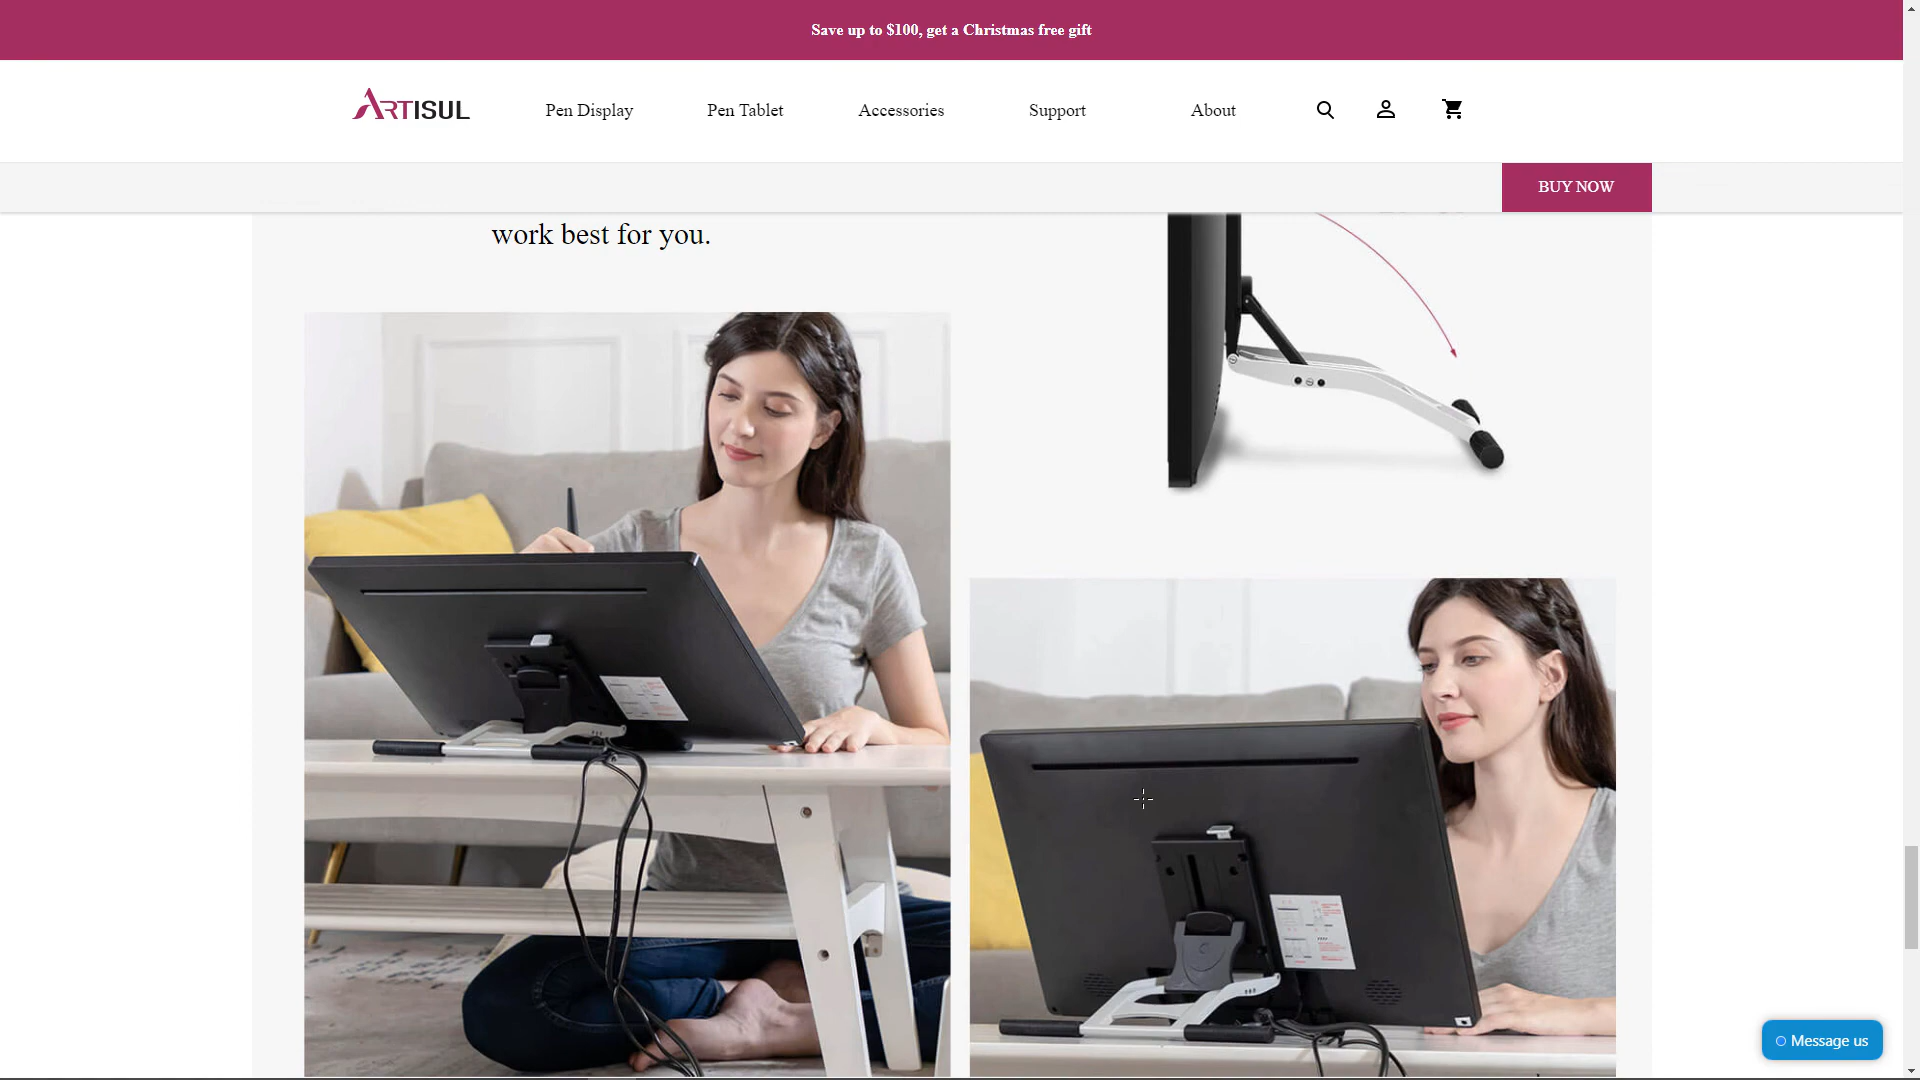 Save up to $100, get a Christmas free gift
ARTISUL
Pen Display
Pen Tablet
Accessories
Support
About
BUY NOW
work best for you.
Message us